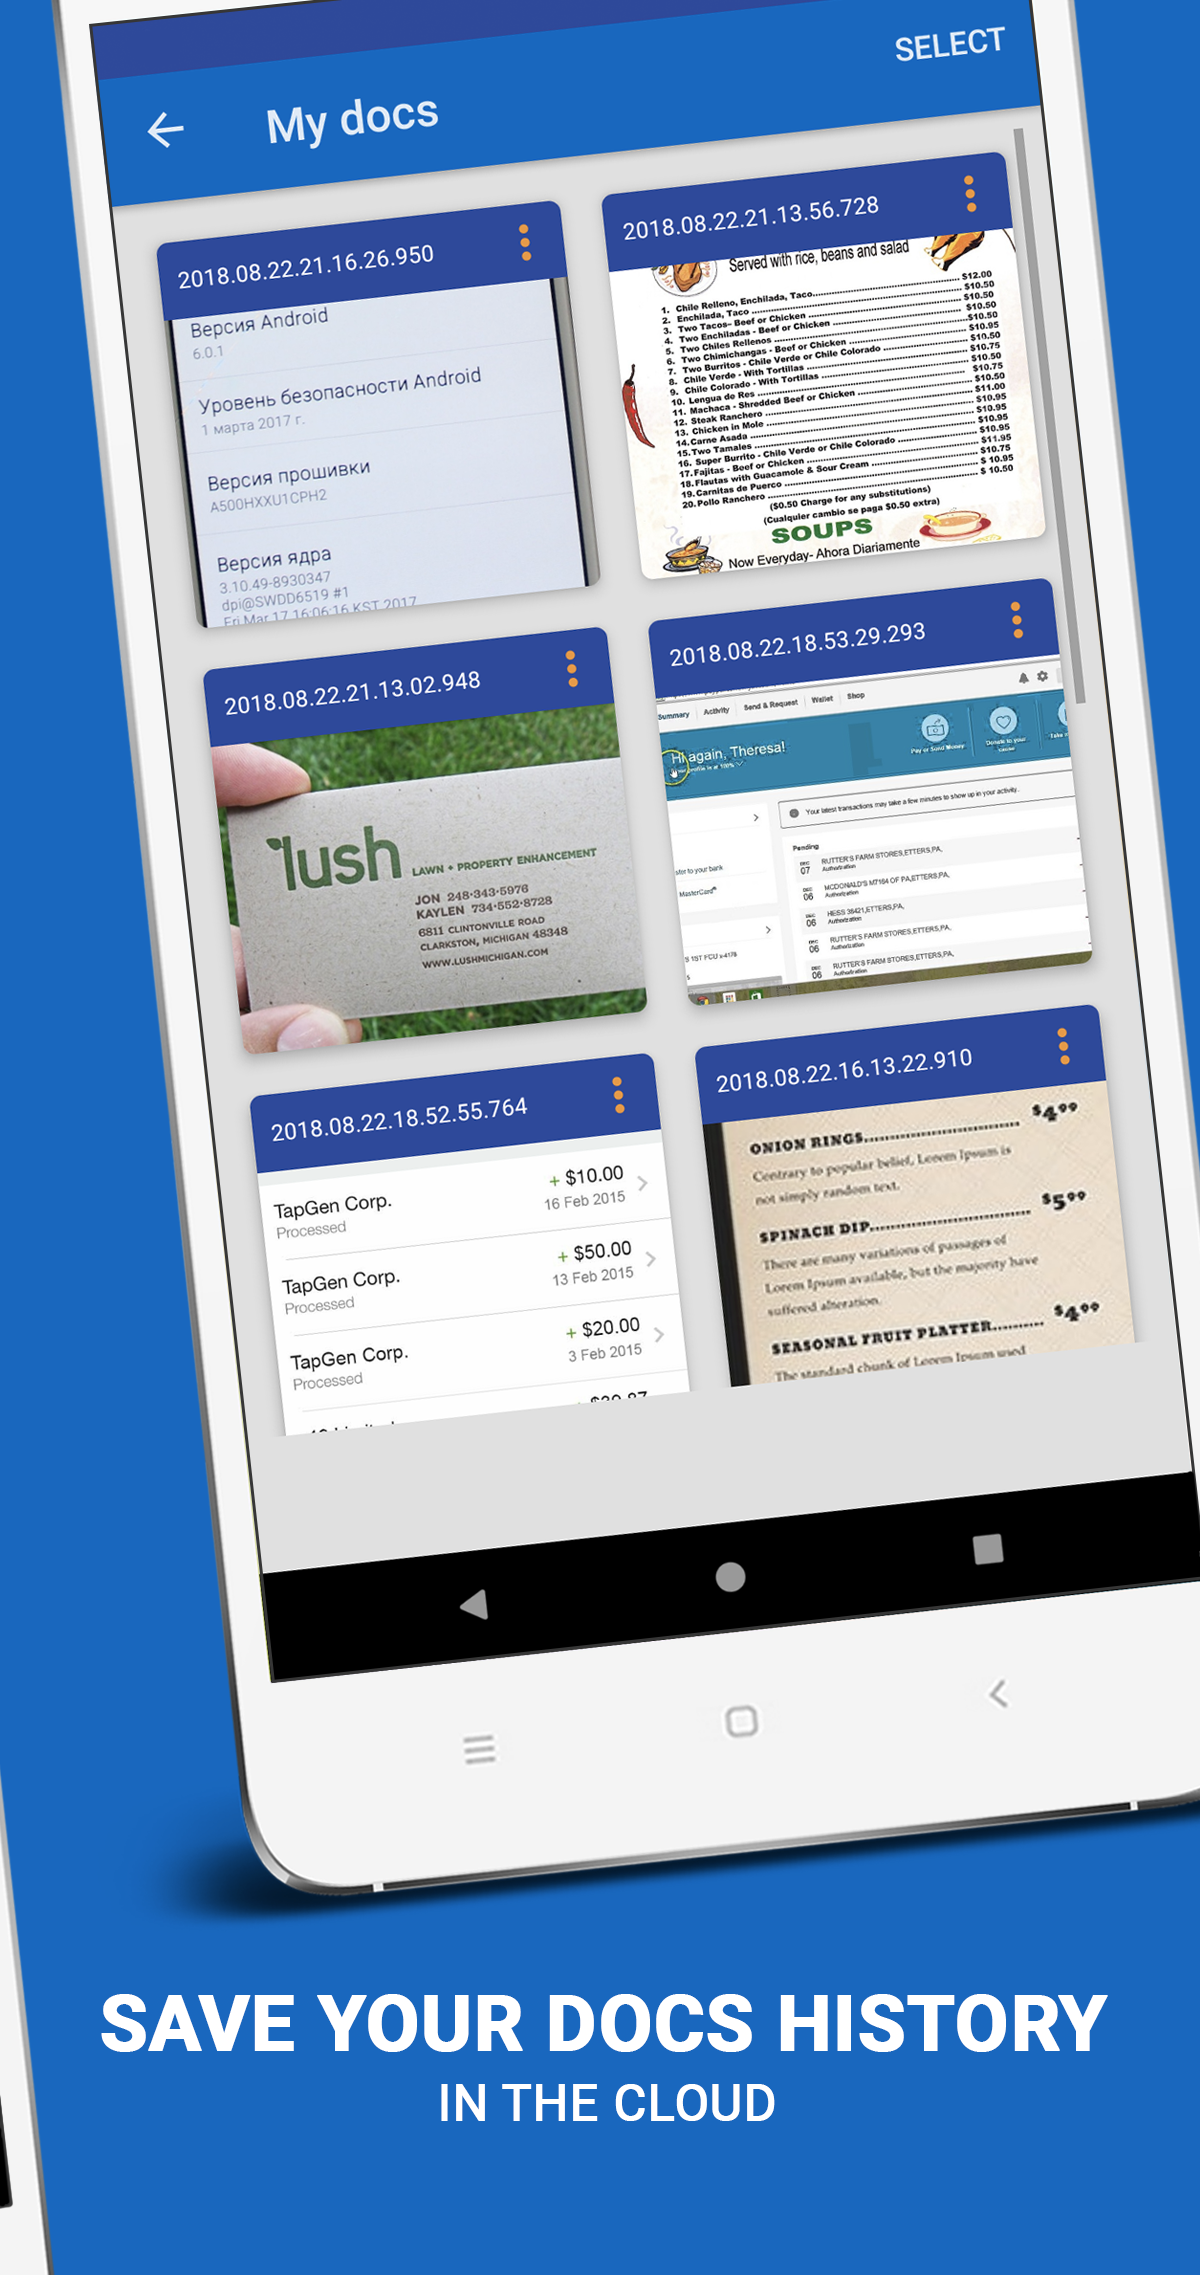 SELECT
My docs
2018.08.22.21.16.26.950
Версия Android
6.0.1
Уровень безопасности Android
1 марта 2017 г.
Версия прошивки
A500HXXU1CPH2
Версия ядра
3.10.49-8930347
dpi@SWDD6519 #1
Fri Mar 17 16:06:16 KST 2017
2018.08.22.21.13.56.728
Served with rice, beans and salad
1. Chile Relleno, Enchilada, Taco $12.00
2. Enchilada, Taco $10.50
3. Two Tacos- Beef or Chicken $10.50
4. Two Enchiladas - Beef or Chicken $10.50
5. Two Chiles Rellenos $10.50
6. Two Chimichangas - Beef or Chicken $10.95
7. Two Burritos - Chile Verde or Chile Colorado $10.50
8. Chile Verde - With Tortillas $10.75
9. Chile Colorado - With Tortillas $10.50
10. Lengua de Res $10.75
11. Machaca - Shredded Beef or Chicken $10.50
12. Steak Ranchero $11.00
13. Chicken in Mole $10.95
14. Carne Asada $10.95
15. Two Tamales $10.95
16. Super Burrito - Chile Verde or Chile Colorado $10.95
17. Fajitas - Beef or Chicken $11.95
18. Flautas with Guacamole & Sour Cream $10.75
19. Carnitas de Puerco $ 10.95
20. Pollo Ranchero $ 10.50
($0.50 Charge for any substitutions)
(Cualquier cambio se paga $0.50 extra)
SOUPS
Now Everyday- Ahora Diariamente
2018.08.22.21.13.02.948
lush
LAWN + PROPERTY ENHANCEMENT
JON 248·343·5976
KAYLEN 734·552·8728
6811 CLINTONVILLE ROAD
CLARKSTON, MICHIGAN 48348
WWW.LUSHMICHIGAN.COM
2018.08.22.18.53.29.293
Summary Activity Send & Request Wallet Shop
Hi again, Theresa!
profile is at 100%
Pay or Send Money
Donate to your cause
Take
Your latest transactions may take a few minutes to show up in your activity.
ster to your bank
MasterCard®
S 1ST FCU x-4178
Pending
DEC 07 RUTTER'S FARM STORES,ETTERS,PA,
Authorization
DEC 06 MCDONALD'S M7164 OF PA,ETTERS,PA,
Authorization
DEC 06 HESS 38421,ETTERS,PA,
Authorization
DEC 06 RUTTER'S FARM STORES,ETTERS,PA,
Authorization
DEC 06 RUTTER'S FARM STORES,ETTERS,PA,
Authorization
2018.08.22.18.52.55.764
TapGen Corp. + $10.00
Processed 16 Feb 2015
TapGen Corp. + $50.00
Processed 13 Feb 2015
TapGen Corp. + $20.00
Processed 3 Feb 2015
2018.08.22.16.13.22.910
ONION RINGS $4.99
Contrary to popular belief, Lorem Ipsum is
not simply random text.
SPINACH DIP $5.99
There are many variations of passages of
Lorem Ipsum available, but the majority have
suffered alteration.
SEASONAL FRUIT PLATTER $4.99
The standard chunk of Lorem Ipsum used
SAVE YOUR DOCS HISTORY
IN THE CLOUD